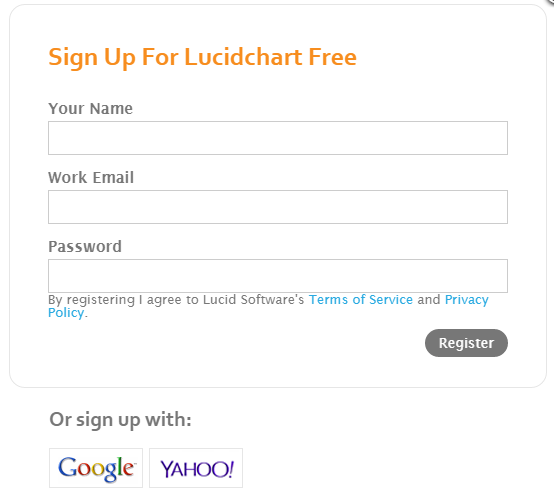 Sign Up For Lucidchart Free
Your Name
Work Email
Password
By registering I agree to Lucid Software's Terms of Service and Privacy
Policy.
Register
Or sign up with:
Google YAHOO!